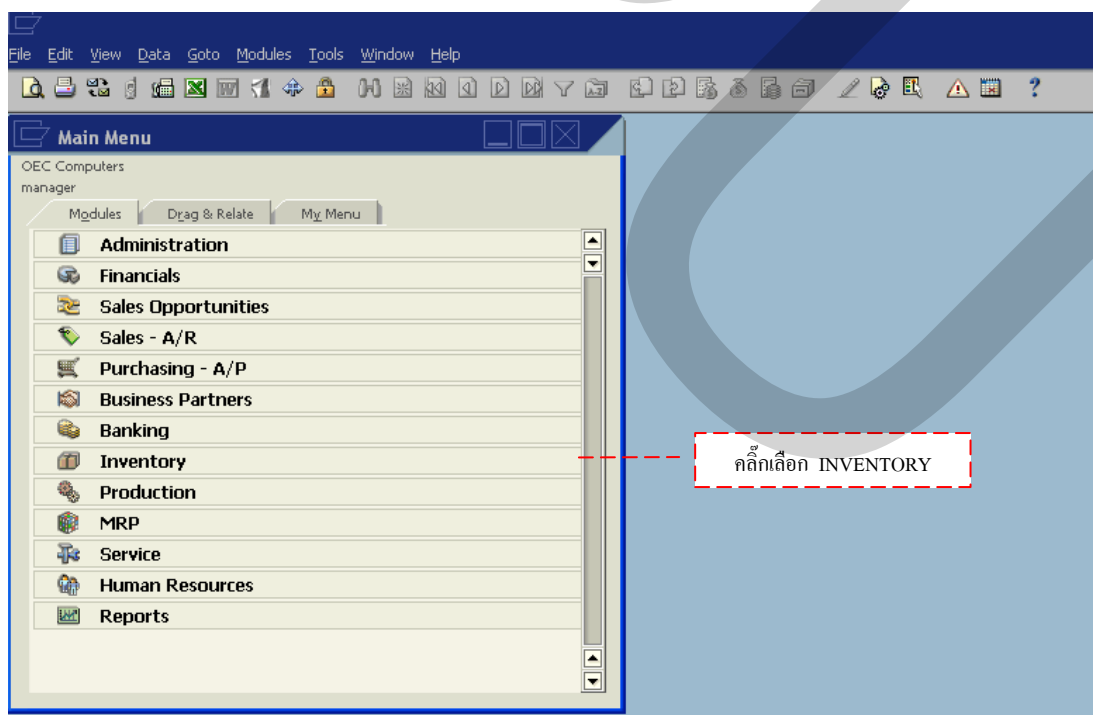 File Edit View Data Goto Modules Tools Window Help
Main Menu
OEC Computers
manager
Modules Drag & Relate My Menu
Administration
Financials
Sales Opportunities
Sales - A/R
Purchasing - A/P
Business Partners
Banking
Inventory
คลิ๊กเลือก INVENTORY
Production
MRP
Service
Human Resources
Reports